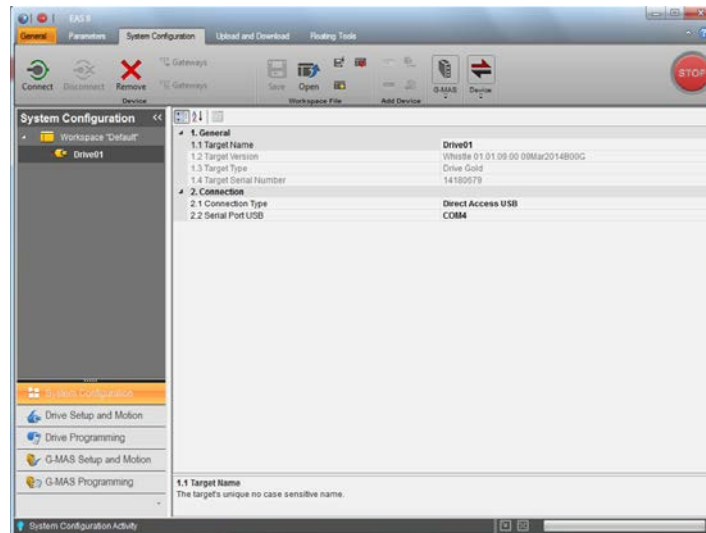 EAS II
General Parameters System Configuration Upload and Download Floating Tools
Connect Disconnect Remove
Gateways
Gateways
Device
Save Open
Workspace File
Add Device
G-MAS Device
STOP
System Configuration <<
Workspace "Default"
Drive01
1. General
1.1 Target Name Drive01
1.2 Target Version Whistle 01.01.09.00 09Mar2014B00G
1.3 Target Type Drive Gold
1.4 Target Serial Number 14180679
2. Connection
2.1 Connection Type Direct Access USB
2.2 Serial Port USB COM4
System Configuration
Drive Setup and Motion
Drive Programming
G-MAS Setup and Motion
G-MAS Programming
1.1 Target Name
The target's unique no case sensitive name.
System Configuration Activity